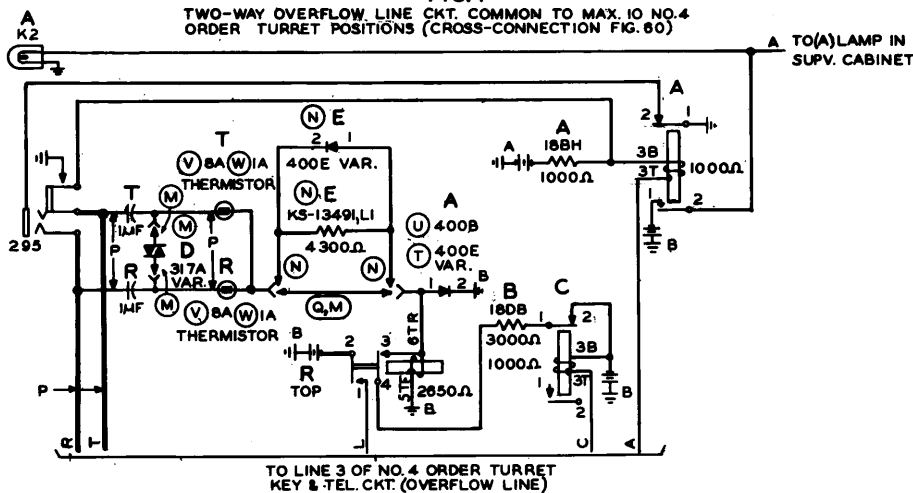 TWO-WAY OVERFLOW LINE CKT. COMMON TO MAX. 10 NO.4
ORDER TURRET POSITIONS (CROSS-CONNECTION FIG. 60)
A
K2
A TO(A) LAMP IN
SUPV. CABINET
A
2 1
N E
2 1
400E VAR.
T
V 8A W 1A
THERMISTOR
A
A 18BH
1000Ω
3B
3T
1000Ω
1 2
B
N E
KS-13491,L1
4300Ω
A
U 400B
T 400E
VAR.
T
1MF
M
M
P
D
P
295
R
1MF
317A
VAR.
R
M
N N
1 2 B
V 8A W 1A
THERMISTOR
Q,M
B
18DB
3000Ω
C
1 2
1000Ω
3B
3T
B
1
2
B
R
TOP
2 3
6TR
1 4
5TF
2650Ω
B
P
R T L C A
TO LINE 3 OF NO. 4 ORDER TURRET
KEY & TEL. CKT. (OVERFLOW LINE)